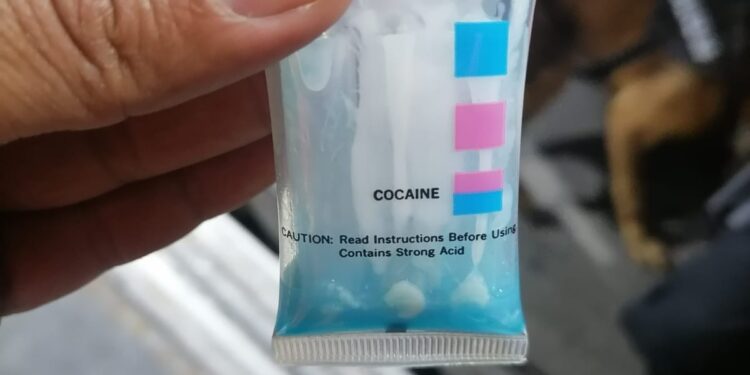 COCAINE
CAUTION: Read Instructions Before Using
Contains Strong Acid